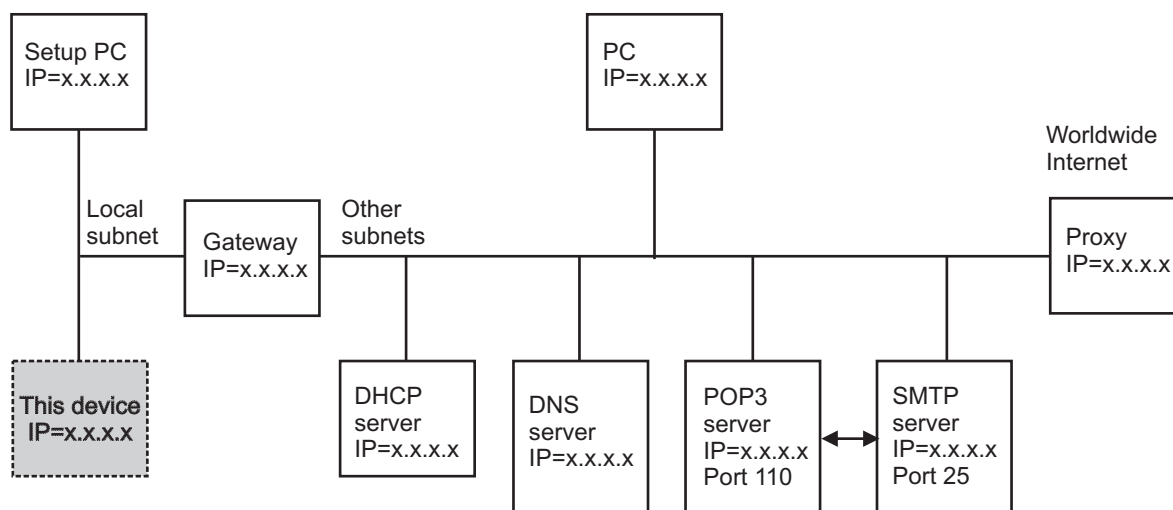 Setup PC
IP=x.x.x.x
PC
IP=x.x.x.x
Worldwide
Internet
Local
subnet
Gateway
IP=x.x.x.x
Other
subnets
Proxy
IP=x.x.x.x
This device
IP=x.x.x.x
DHCP
server
IP=x.x.x.x
DNS
server
IP=x.x.x.x
POP3
server
IP=x.x.x.x
Port 110
SMTP
server
IP=x.x.x.x
Port 25